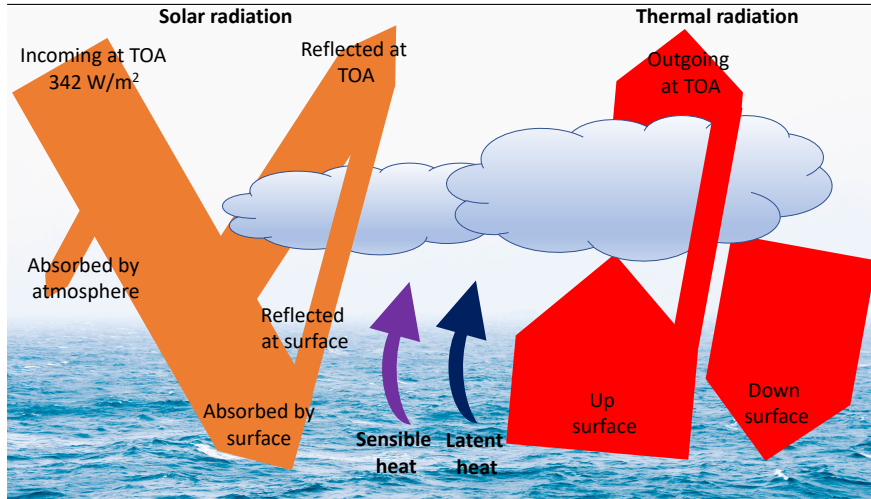 Solar radiation
Thermal radiation
Incoming at TOA
342 W/m²
Reflected at
TOA
Outgoing
at TOA
Absorbed by
atmosphere
Reflected
at surface
Absorbed by
surface
Sensible
heat
Latent
heat
Up
surface
Down
surface